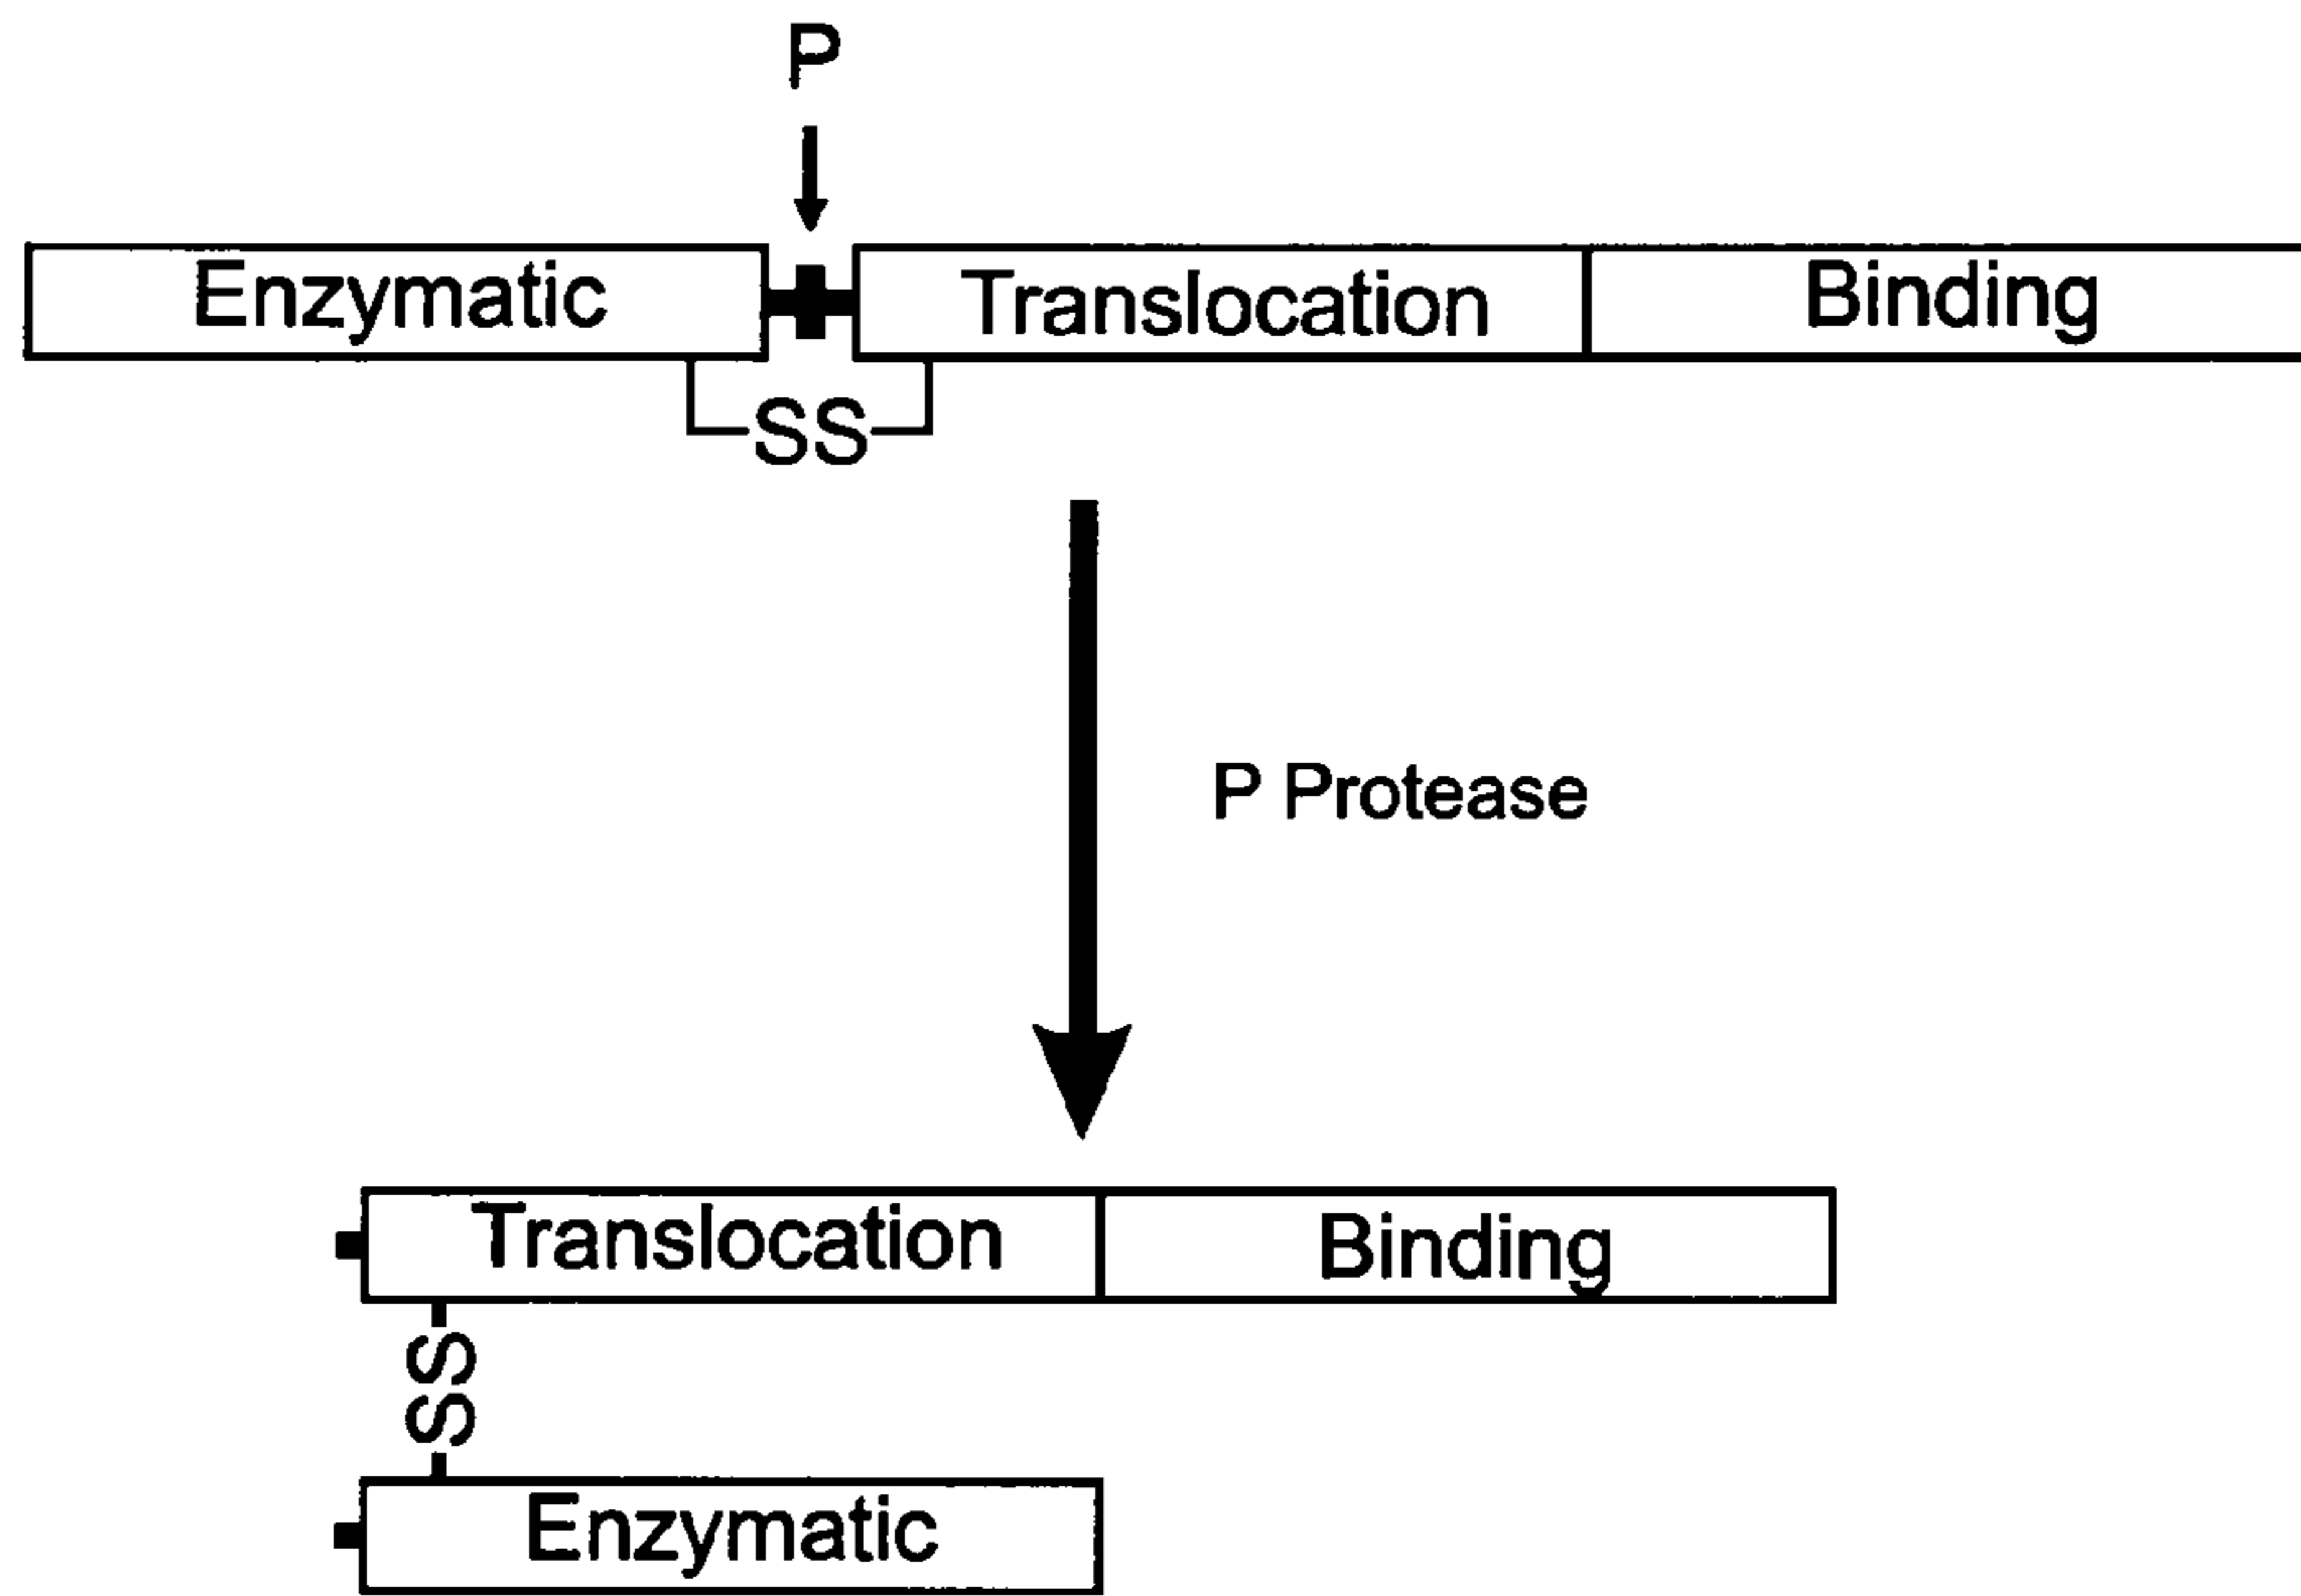 P
Enzymatic Translocation Binding
SS
P Protease
Translocation Binding
SS
Enzymatic